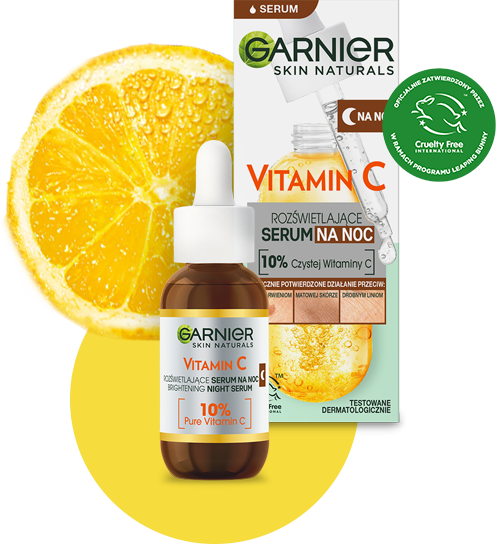 SERUM
GARNIER
SKIN NATURALS
NA
VITAMIN C
ROZŚWIETLAJĄCE
SERUM NA NOC
10% Czystej Witaminy C
POTWIERDZONE DZIAŁANIE PRZECIW:
MATOWEJ SKÓRZE DROBNYM LINIOM
TM
Free
TESTOWANE
DERMATOLOGICZNIE
OFICJALNIE ZATWIERDZONY PRZEZ
Cruelty Free
INTERNATIONAL
W RAMACH PROGRAMU LEAPING BUNNY
GARNIER
SKIN NATURALS
VITAMIN C
ROZŚWIETLAJĄCE SERUM NA NOC
BRIGHTENING NIGHT SERUM
10%
Pure Vitamin C